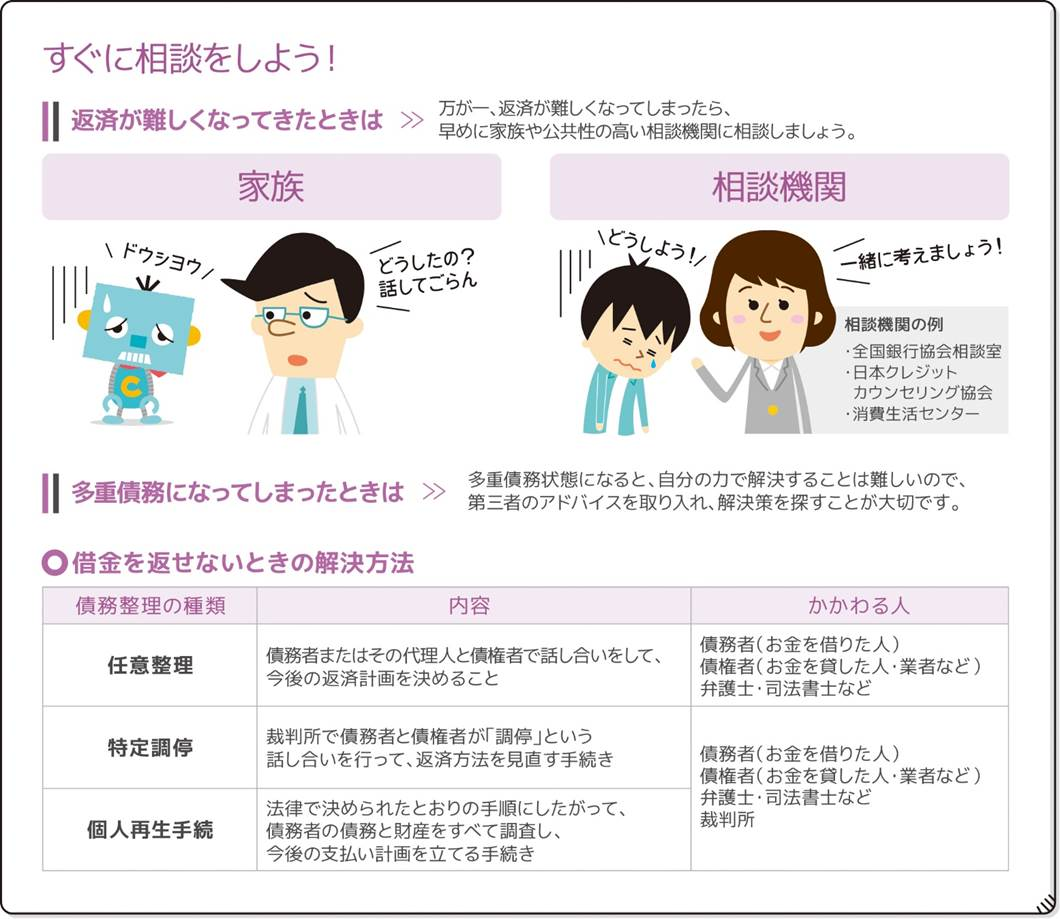 すぐに相談をしよう！
返済が難しくなってきたときは
万が一、返済が難しくなってしまったら、
早めに家族や公共性の高い相談機関に相談しましょう。
家族
ドウシヨウ
どうしたの？
話してごらん
C
相談機関
どうしよう！
一緒に考えましょう！
相談機関の例
・全国銀行協会相談室
・日本クレジット
カウンセリング協会
・消費生活センター
多重債務になってしまったときは
多重債務状態になると、自分の力で解決することは難しいので、
第三者のアドバイスを取り入れ、解決策を探すことが大切です。
借金を返せないときの解決方法
債務整理の種類
内容
かかわる人
任意整理
債務者またはその代理人と債権者で話し合いをして、
今後の返済計画を決めること
債務者（お金を借りた人）
債権者（お金を貸した人・業者など）
弁護士・司法書士など
特定調停
裁判所で債務者と債権者が「調停」という
話し合いを行って、返済方法を見直す手続き
債務者（お金を借りた人）
債権者（お金を貸した人・業者など）
弁護士・司法書士など
裁判所
個人再生手続
法律で決められたとおりの手順にしたがって、
債務者の債務と財産をすべて調査し、
今後の支払い計画を立てる手続き